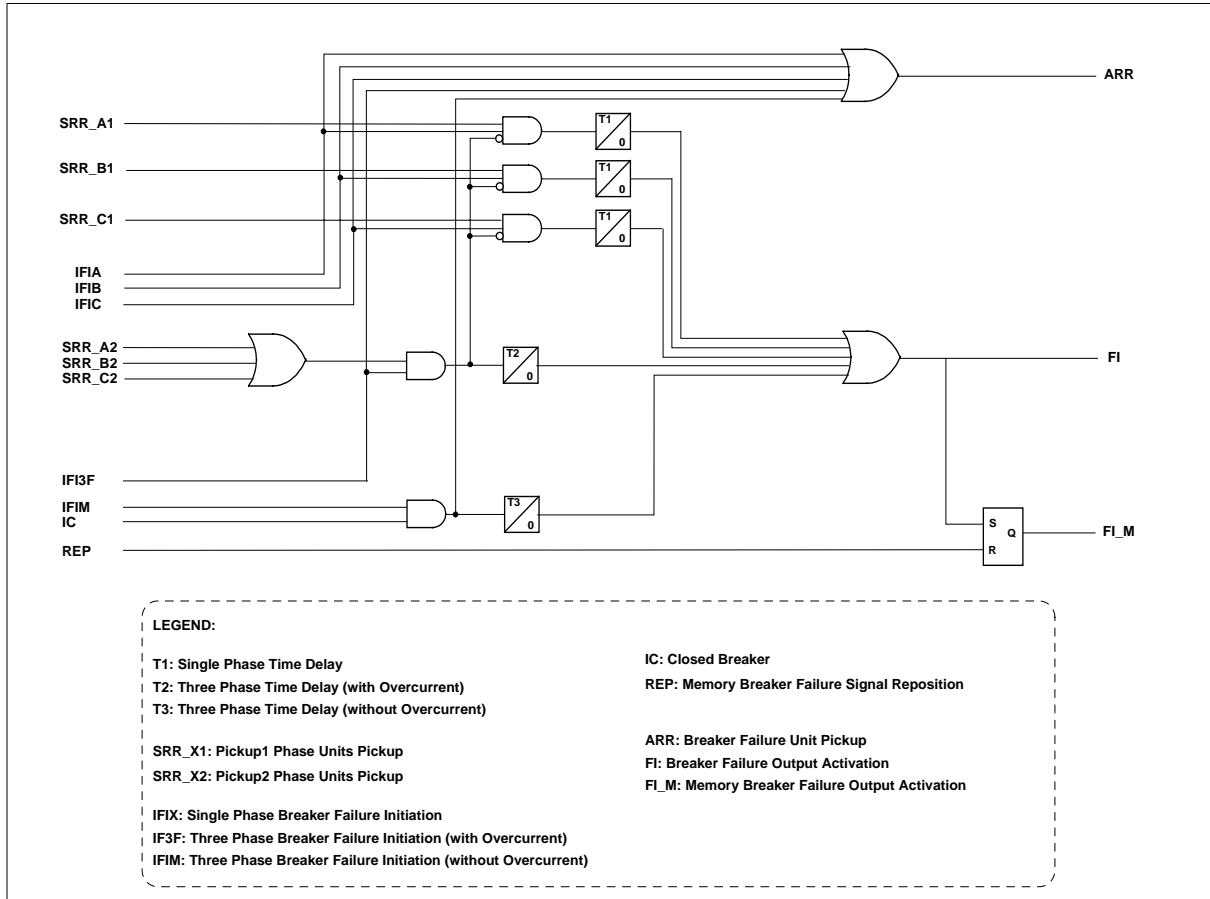 ARR
SRR_A1
T1
0
SRR_B1
T1
0
SRR_C1
T1
0
IFIA
IFIB
IFIC
SRR_A2
SRR_B2
SRR_C2
T2
0
FI
IFI3F
IFIM
IC
T3
0
REP
S
Q
R
FI_M
LEGEND:
T1: Single Phase Time Delay
T2: Three Phase Time Delay (with Overcurrent)
T3: Three Phase Time Delay (without Overcurrent)
SRR_X1: Pickup1 Phase Units Pickup
SRR_X2: Pickup2 Phase Units Pickup
IFIX: Single Phase Breaker Failure Initiation
IF3F: Three Phase Breaker Failure Initiation (with Overcurrent)
IFIM: Three Phase Breaker Failure Initiation (without Overcurrent)
IC: Closed Breaker
REP: Memory Breaker Failure Signal Reposition
ARR: Breaker Failure Unit Pickup
FI: Breaker Failure Output Activation
FI_M: Memory Breaker Failure Output Activation